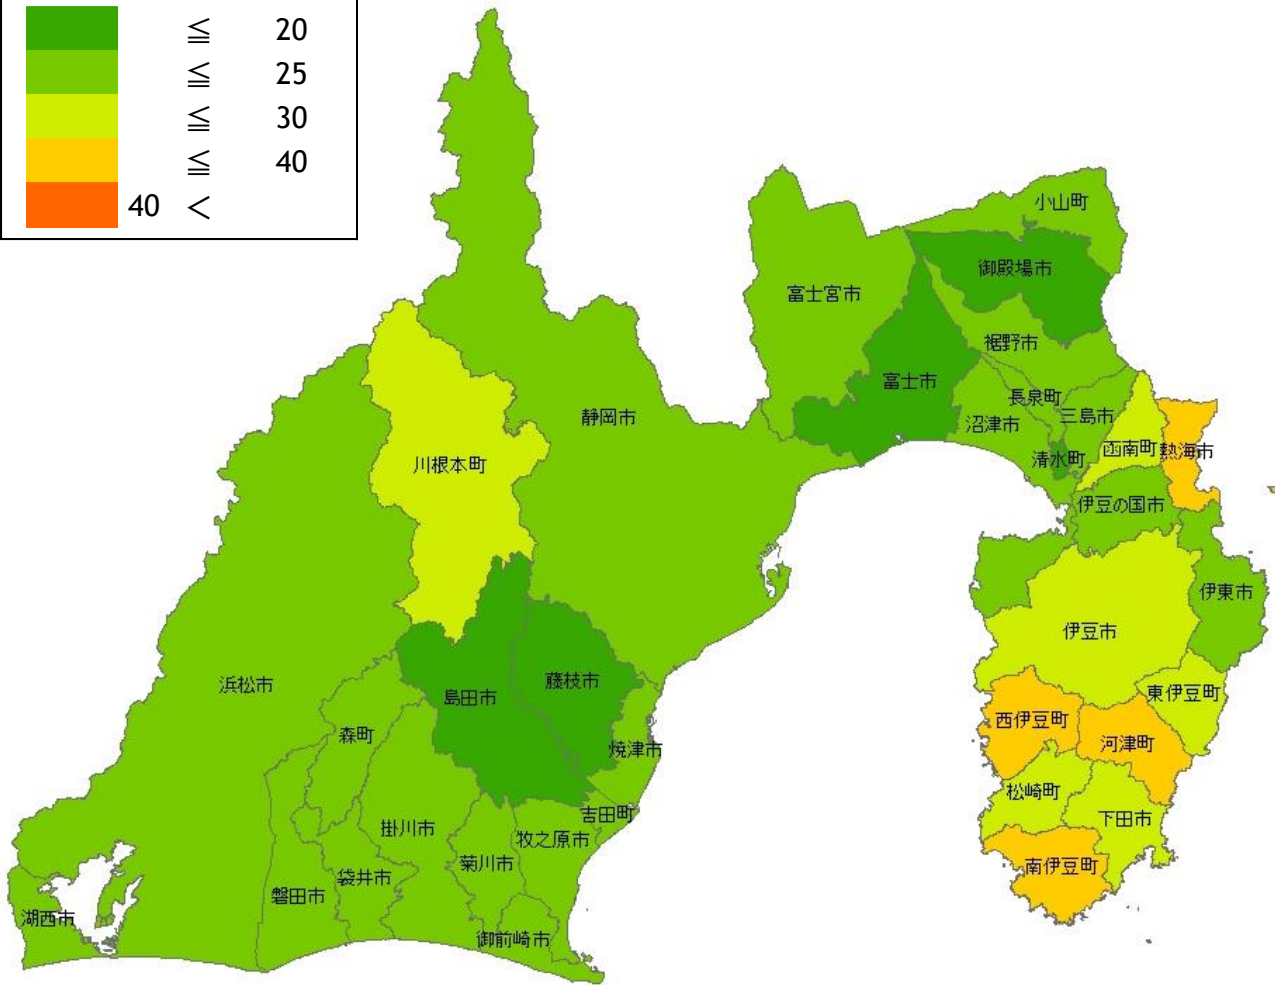 ≦ 20
≦ 25
≦ 30
≦ 40
40 <
小山町
御殿場市
富士宮市
裾野市
富士市
長泉町
三島市
静岡市
沼津市
函南町
熱海市
清水町
川根本町
伊豆の国市
伊東市
伊豆市
藤枝市
浜松市
島田市
東伊豆町
西伊豆町
森町
河津町
焼津市
松崎町
吉田町
下田市
掛川市
牧之原市
菊川市
南伊豆町
袋井市
磐田市
湖西市
御前崎市